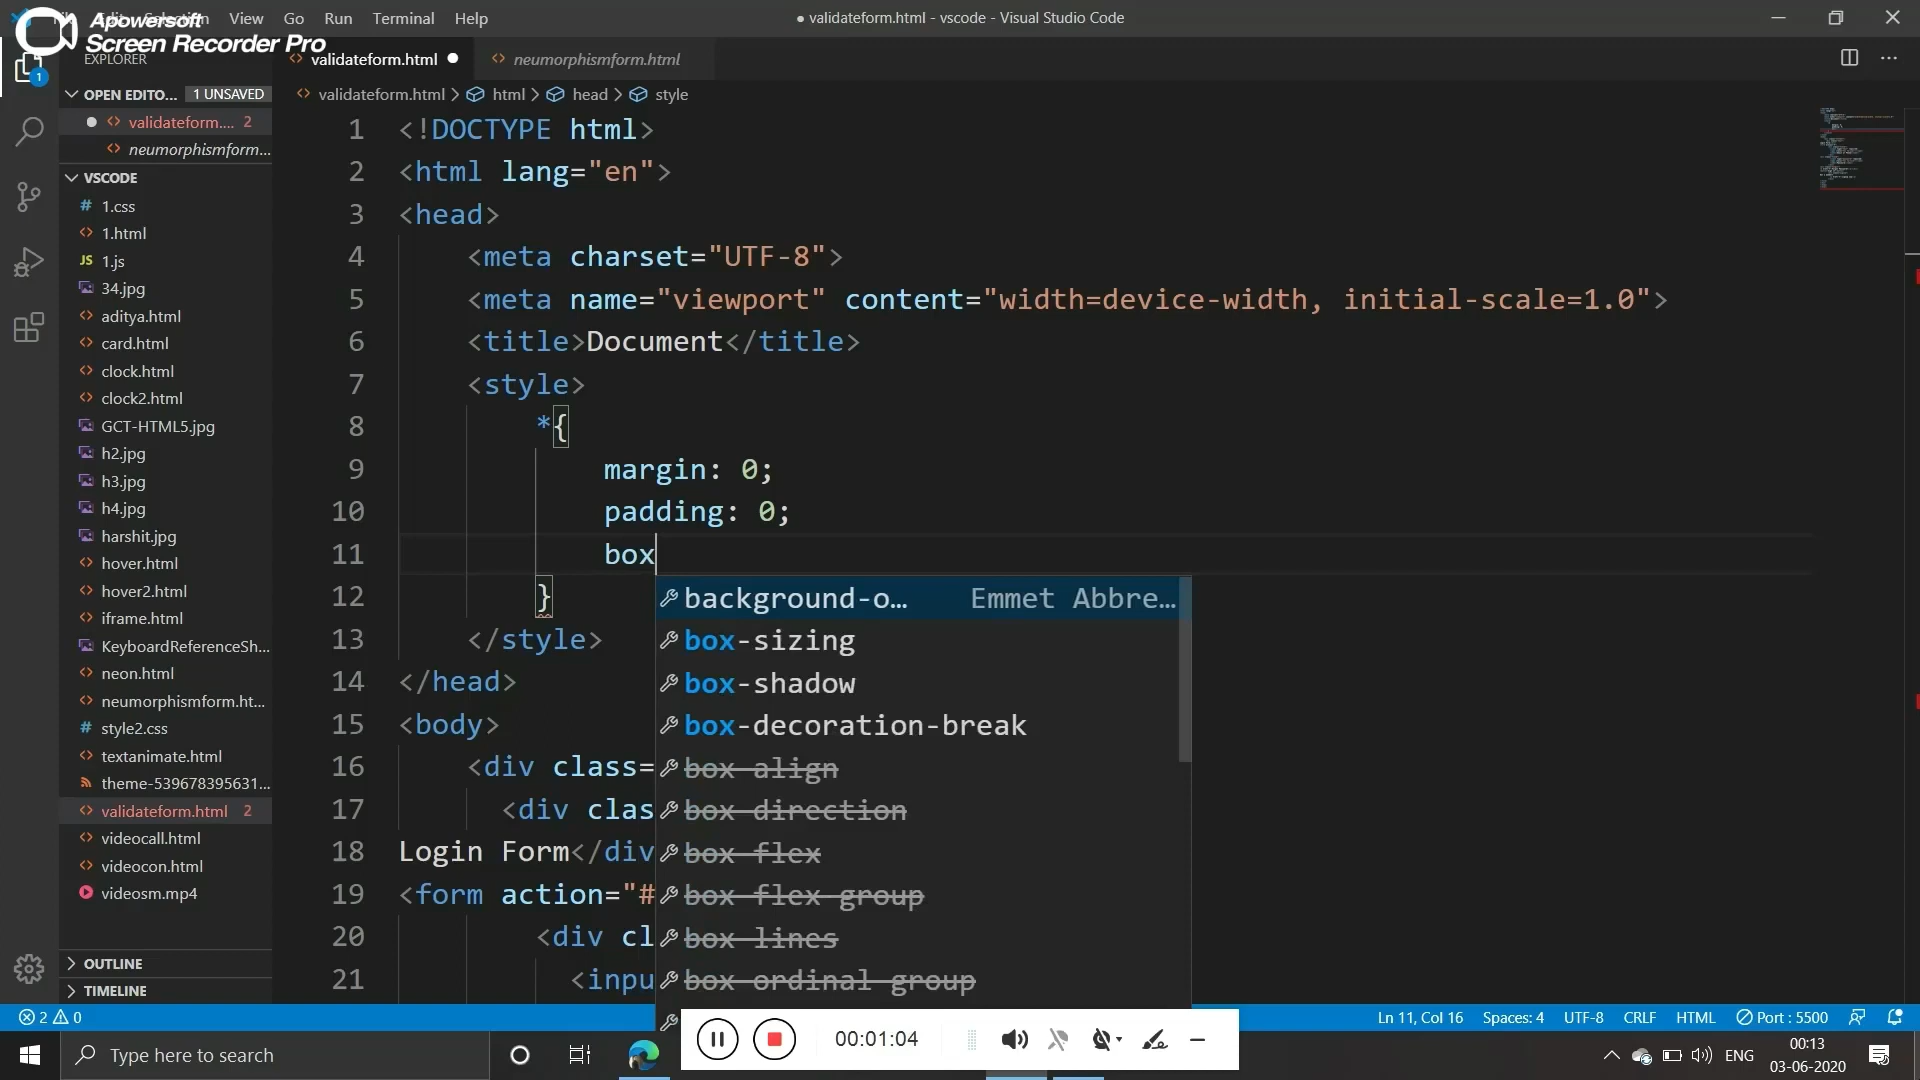 File Edit Selection View Go Run Terminal Help
● validateform.html - vscode - Visual Studio Code
Apowersoft
Screen Recorder Pro
EXPLORER
validateform.html
neumorphismform.html
1
OPEN EDITO... 1 UNSAVED
validateform.... 2
neumorphismform...
validateform.html > html > head > style
VSCODE
1.css
1.html
JS 1.js
34.jpg
aditya.html
card.html
clock.html
clock2.html
GCT-HTML5.jpg
h2.jpg
h3.jpg
h4.jpg
harshit.jpg
hover.html
hover2.html
iframe.html
KeyboardReferenceSh...
neon.html
neumorphismform.ht...
style2.css
textanimate.html
theme-539678395631...
validateform.html 2
videocall.html
videocon.html
videosm.mp4
OUTLINE
TIMELINE
1 <!DOCTYPE html>
2 <html lang="en">
3 <head>
4 <meta charset="UTF-8">
5 <meta name="viewport" content="width=device-width, initial-scale=1.0">
6 <title>Document</title>
7 <style>
8 *{
9 margin: 0;
10 padding: 0;
11 box
12 }
13 </style>
14 </head>
15 <body>
16 <div class=
17 <div clas
18 Login Form</div
19 <form action="#
20 <div cl
21 <inpu
background-o... Emmet Abbre...
box-sizing
box-shadow
box-decoration-break
box-align
box-direction
box-flex
box-flex-group
box-lines
box-ordinal-group
2 0
Ln 11, Col 16 Spaces: 4 UTF-8 CRLF HTML Port : 5500
00:01:04
Type here to search
ENG
00:13
03-06-2020